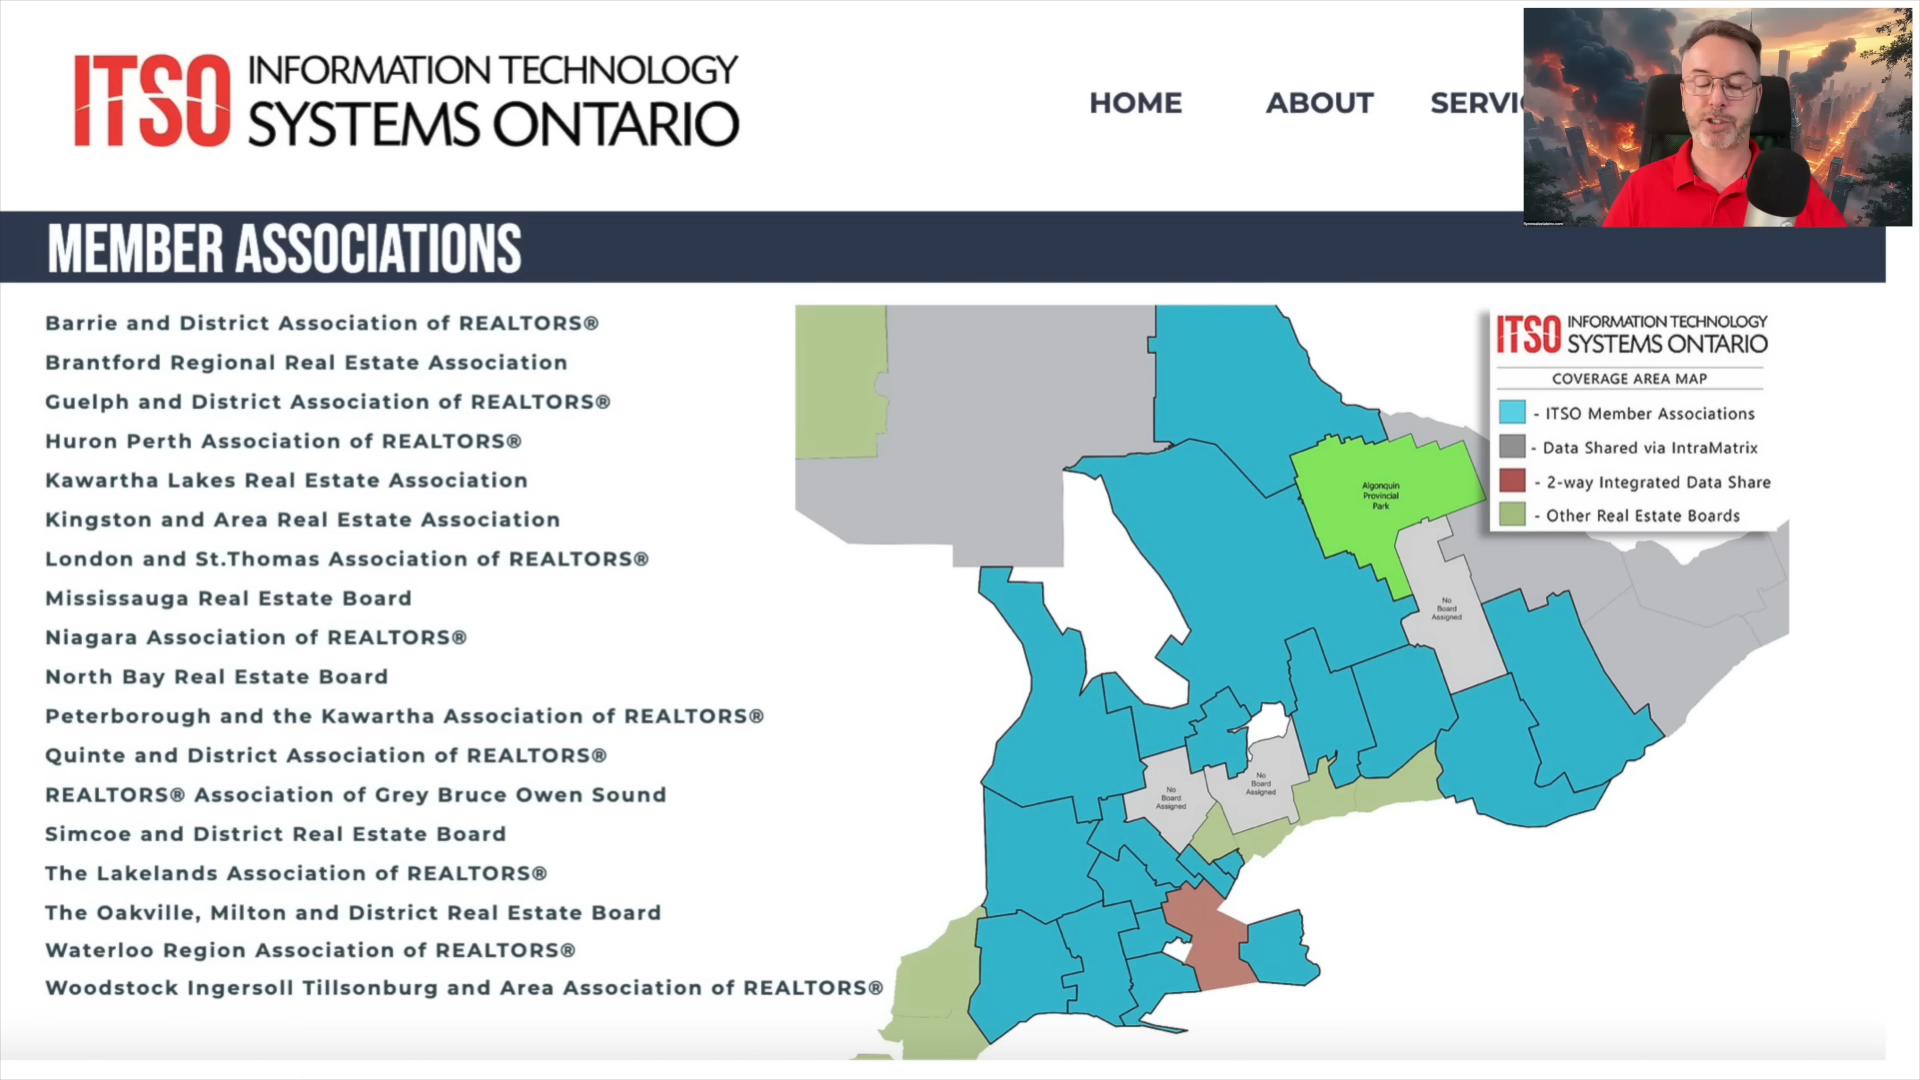 ITSO INFORMATION TECHNOLOGY
SYSTEMS ONTARIO
HOME ABOUT SERVIC
MEMBER ASSOCIATIONS
Barrie and District Association of REALTORS®
Brantford Regional Real Estate Association
Guelph and District Association of REALTORS®
Huron Perth Association of REALTORS®
Kawartha Lakes Real Estate Association
Kingston and Area Real Estate Association
London and St.Thomas Association of REALTORS®
Mississauga Real Estate Board
Niagara Association of REALTORS®
North Bay Real Estate Board
Peterborough and the Kawartha Association of REALTORS®
Quinte and District Association of REALTORS®
REALTORS® Association of Grey Bruce Owen Sound
Simcoe and District Real Estate Board
The Lakelands Association of REALTORS®
The Oakville, Milton and District Real Estate Board
Waterloo Region Association of REALTORS®
Woodstock Ingersoll Tillsonburg and Area Association of REALTORS®
ITSO INFORMATION TECHNOLOGY
SYSTEMS ONTARIO
COVERAGE AREA MAP
- ITSO Member Associations
- Data Shared via IntraMatrix
- 2-way Integrated Data Share
- Other Real Estate Boards
Algonquin
Provincial
Park
No
Board
Assigned
No
Board
Assigned
No
Board
Assigned